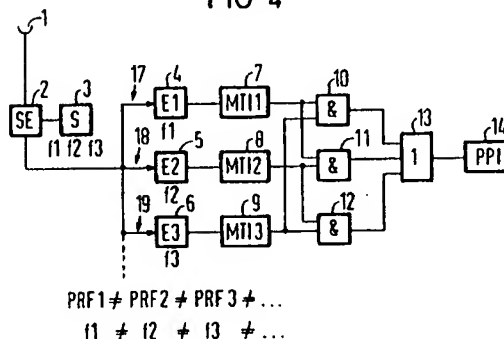 FIG 4
1
2 3
SE S
f1 f2 f3
17 4 7 10
E1 MTI1 &
f1
18 5 8 11 13 14
E2 MTI2 & 1 PPI
f2
19 6 9 12
E3 MTI3 &
f3
PRF1 ≠ PRF2 ≠ PRF3 ≠ ...
f1 ≠ f2 ≠ f3 ≠ ...